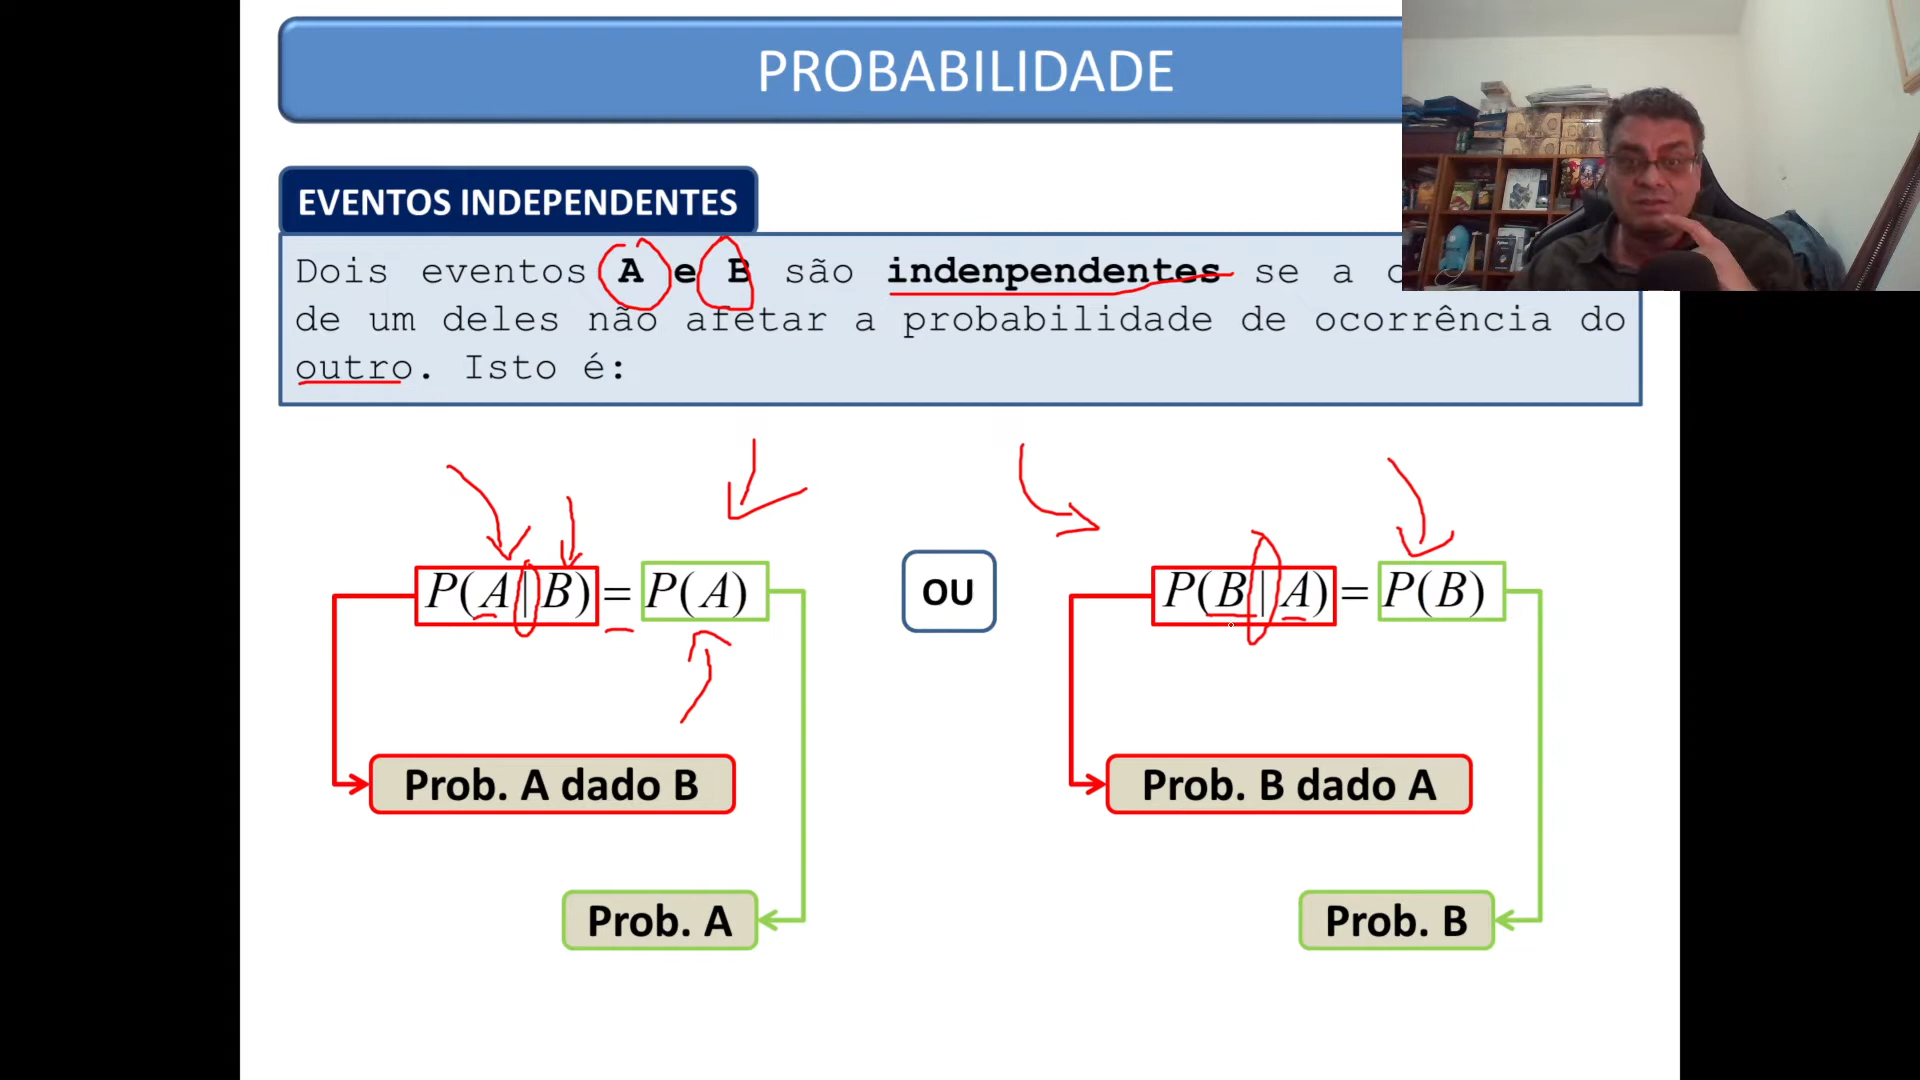 PROBABILIDADE
EVENTOS INDEPENDENTES
Dois eventos A e B são indenpendentes se a
de um deles não afetar a probabilidade de ocorrência do
outro. Isto é:
P(A|B) = P(A)
OU
P(B|A) = P(B)
Prob. A dado B
Prob. B dado A
Prob. A
Prob. B